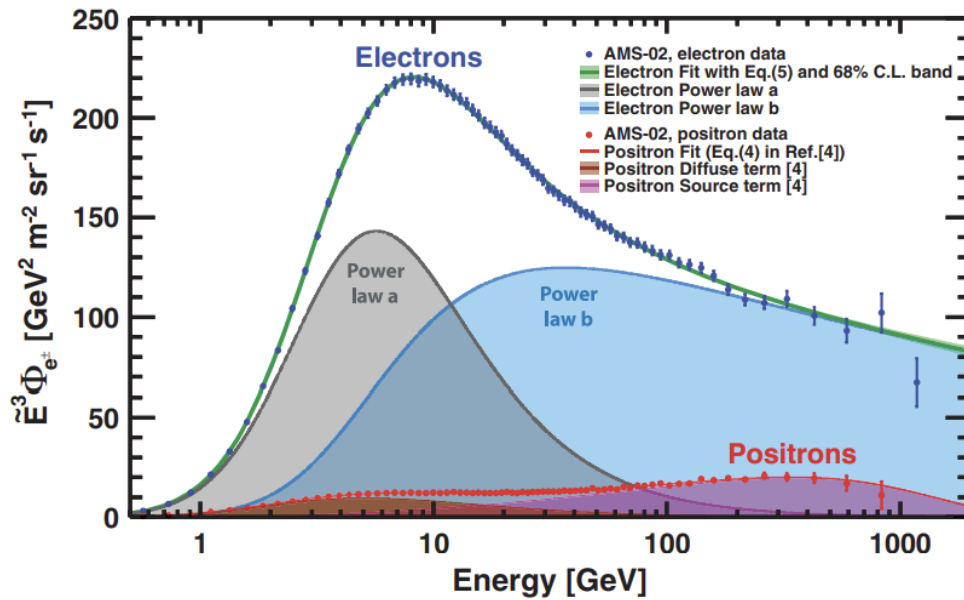 250
200
150
100
50
0
Ẽ³Φe± [GeV² m⁻² sr¹ s⁻¹]
Electrons
AMS-02, electron data
Electron Fit with Eq.(5) and 68% C.L. band
Electron Power law a
Electron Power law b
AMS-02, positron data
Positron Fit (Eq.(4) in Ref.[4])
Positron Diffuse term [4]
Positron Source term [4]
Power
law a
Power
law b
Positrons
1
10
100
1000
Energy [GeV]